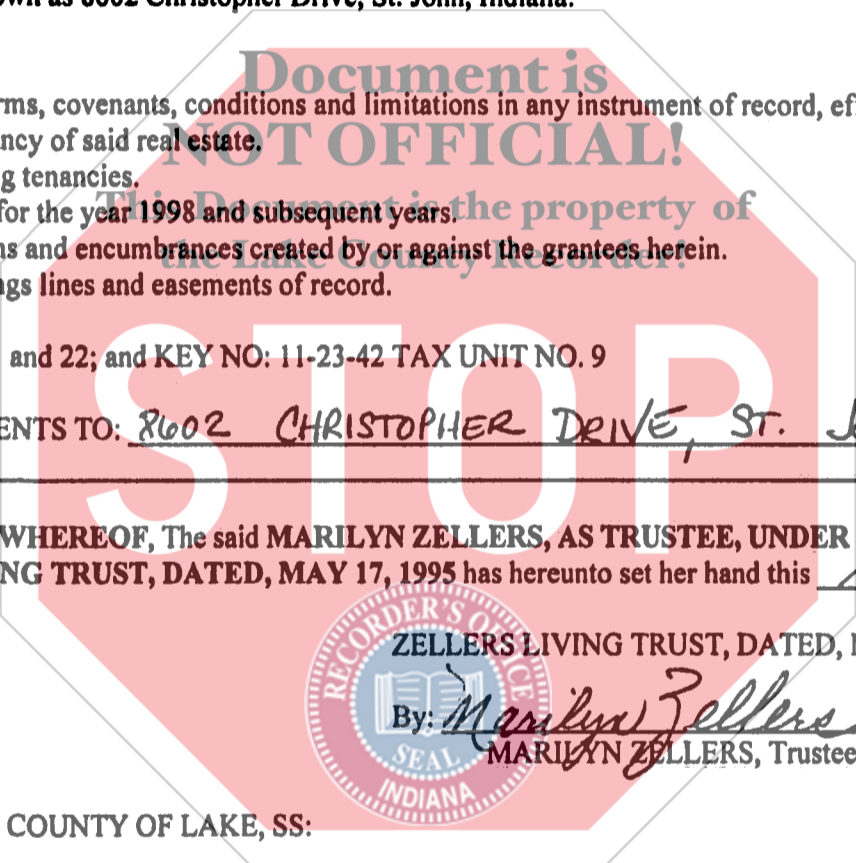 own as 8602 Christopher Drive, St. John, Indiana.
Document is
rms, covenants, conditions and limitations in any instrument of record, ef
ncy of said real estate.
NOT OFFICIAL!
g tenancies.
for the year 1998 and subsequent years.
This Document is the property of
ns and encumbrances created by or against the grantees herein.
the Lake County Recorder!
ngs lines and easements of record.
STOP
and 22; and KEY NO: 11-23-42 TAX UNIT NO. 9
ENTS TO: 8602 CHRISTOPHER DRIVE, ST. J
WHEREOF, The said MARILYN ZELLERS, AS TRUSTEE, UNDER
NG TRUST, DATED, MAY 17, 1995 has hereunto set her hand this
RECORDER'S OFFICE
ZELLERS LIVING TRUST, DATED,
By: Marilyn Zellers
SEAL
MARILYN ZELLERS, Trustee
INDIANA
COUNTY OF LAKE, SS: